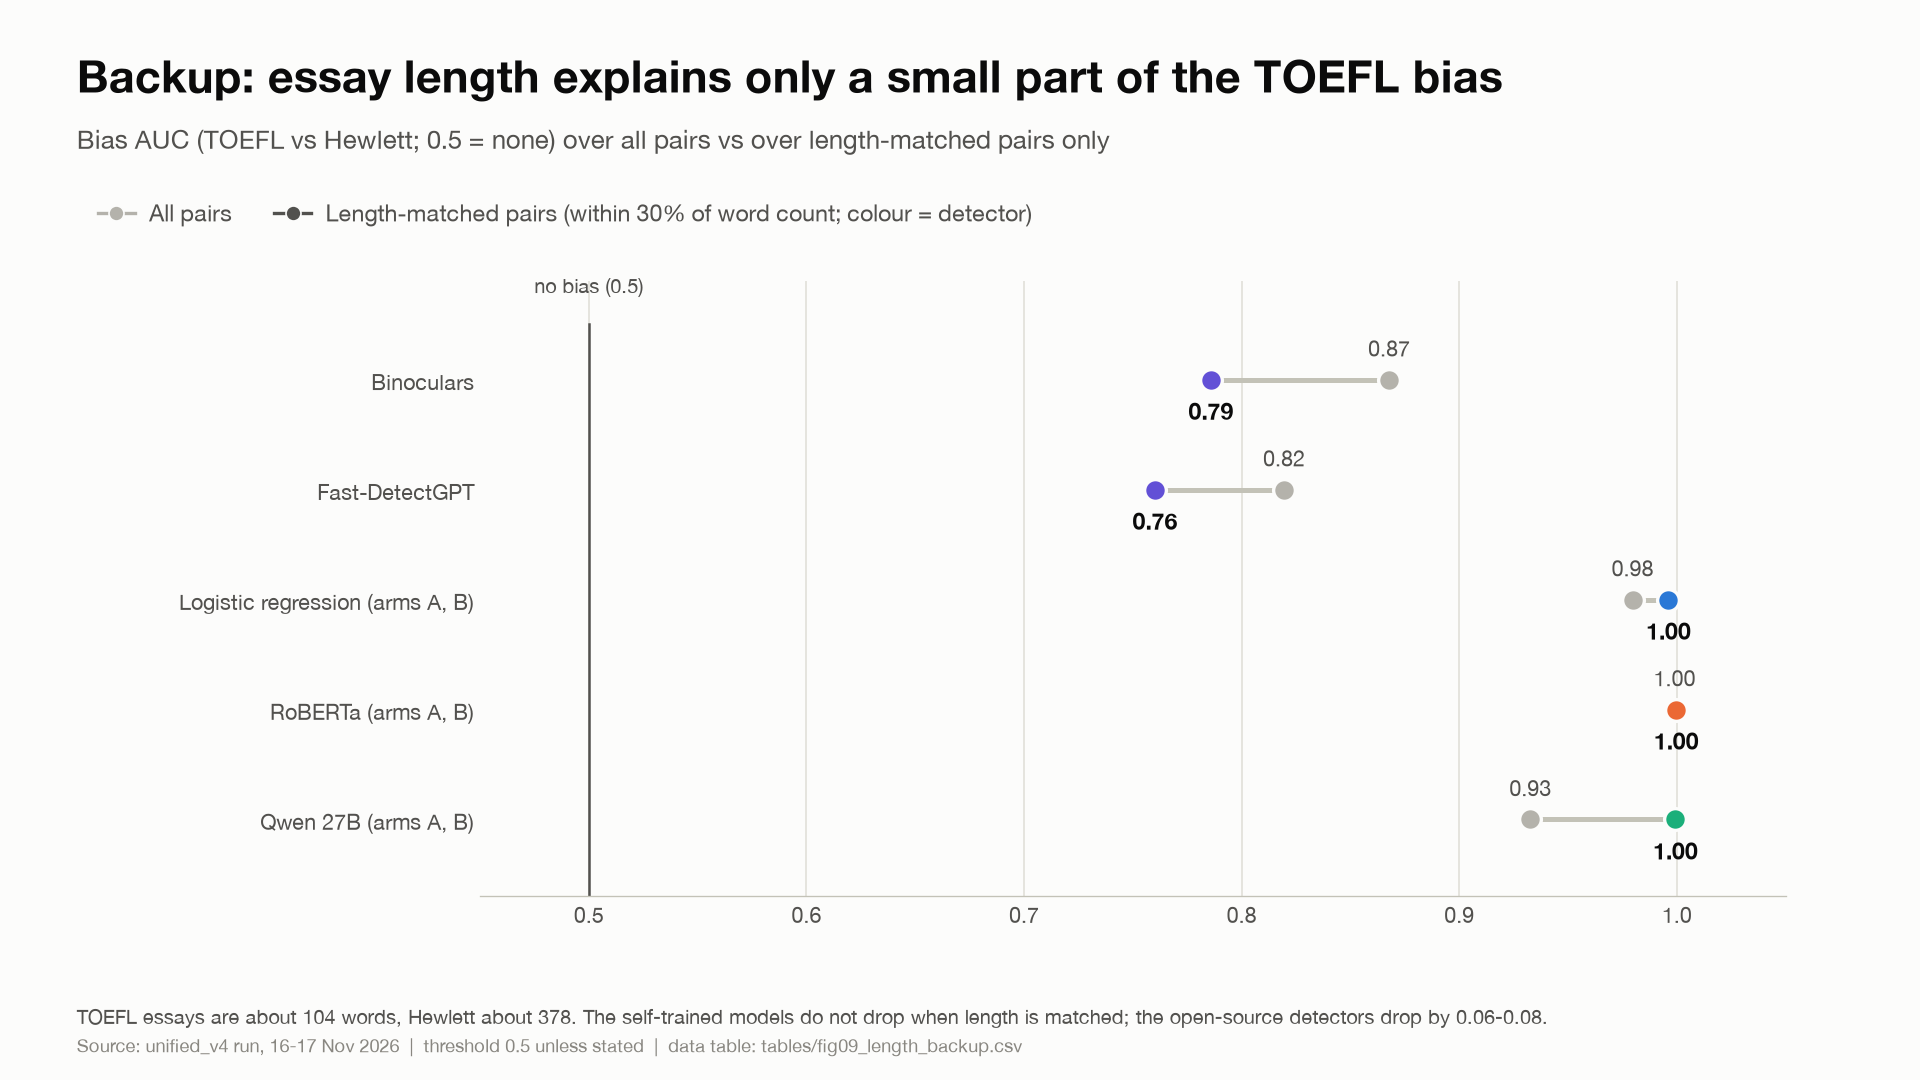 Backup: essay length explains only a small part of the TOEFL bias
Bias AUC (TOEFL vs Hewlett; 0.5 = none) over all pairs vs over length-matched pairs only
All pairs
Length-matched pairs (within 30% of word count; colour = detector)
no bias (0.5)
0.87
Binoculars
0.79
0.82
Fast-DetectGPT
0.76
0.98
Logistic regression (arms A, B)
1.00
1.00
RoBERTa (arms A, B)
1.00
0.93
Qwen 27B (arms A, B)
1.00
0.5 0.6 0.7 0.8 0.9 1.0
TOEFL essays are about 104 words, Hewlett about 378. The self-trained models do not drop when length is matched; the open-source detectors drop by 0.06-0.08.
Source: unified_v4 run, 16-17 Nov 2026 | threshold 0.5 unless stated | data table: tables/fig09_length_backup.csv